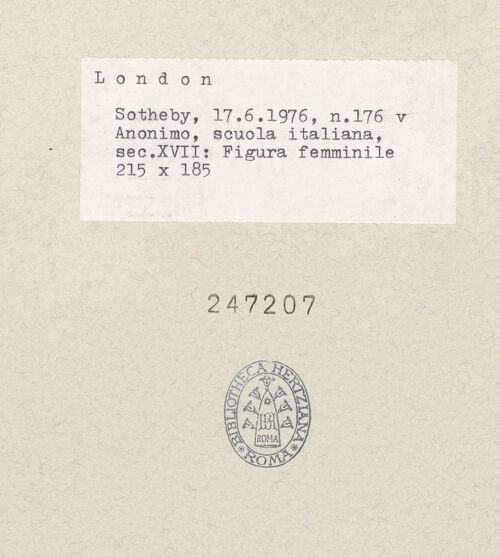 London
Sotheby, 17.6.1976, n.176 v
Anonimo, scuola italiana,
sec.XVII: Figura femminile
215 x 185
247207
BIBLIOTHECA HERTZIANA
ROMA
*ROMA*